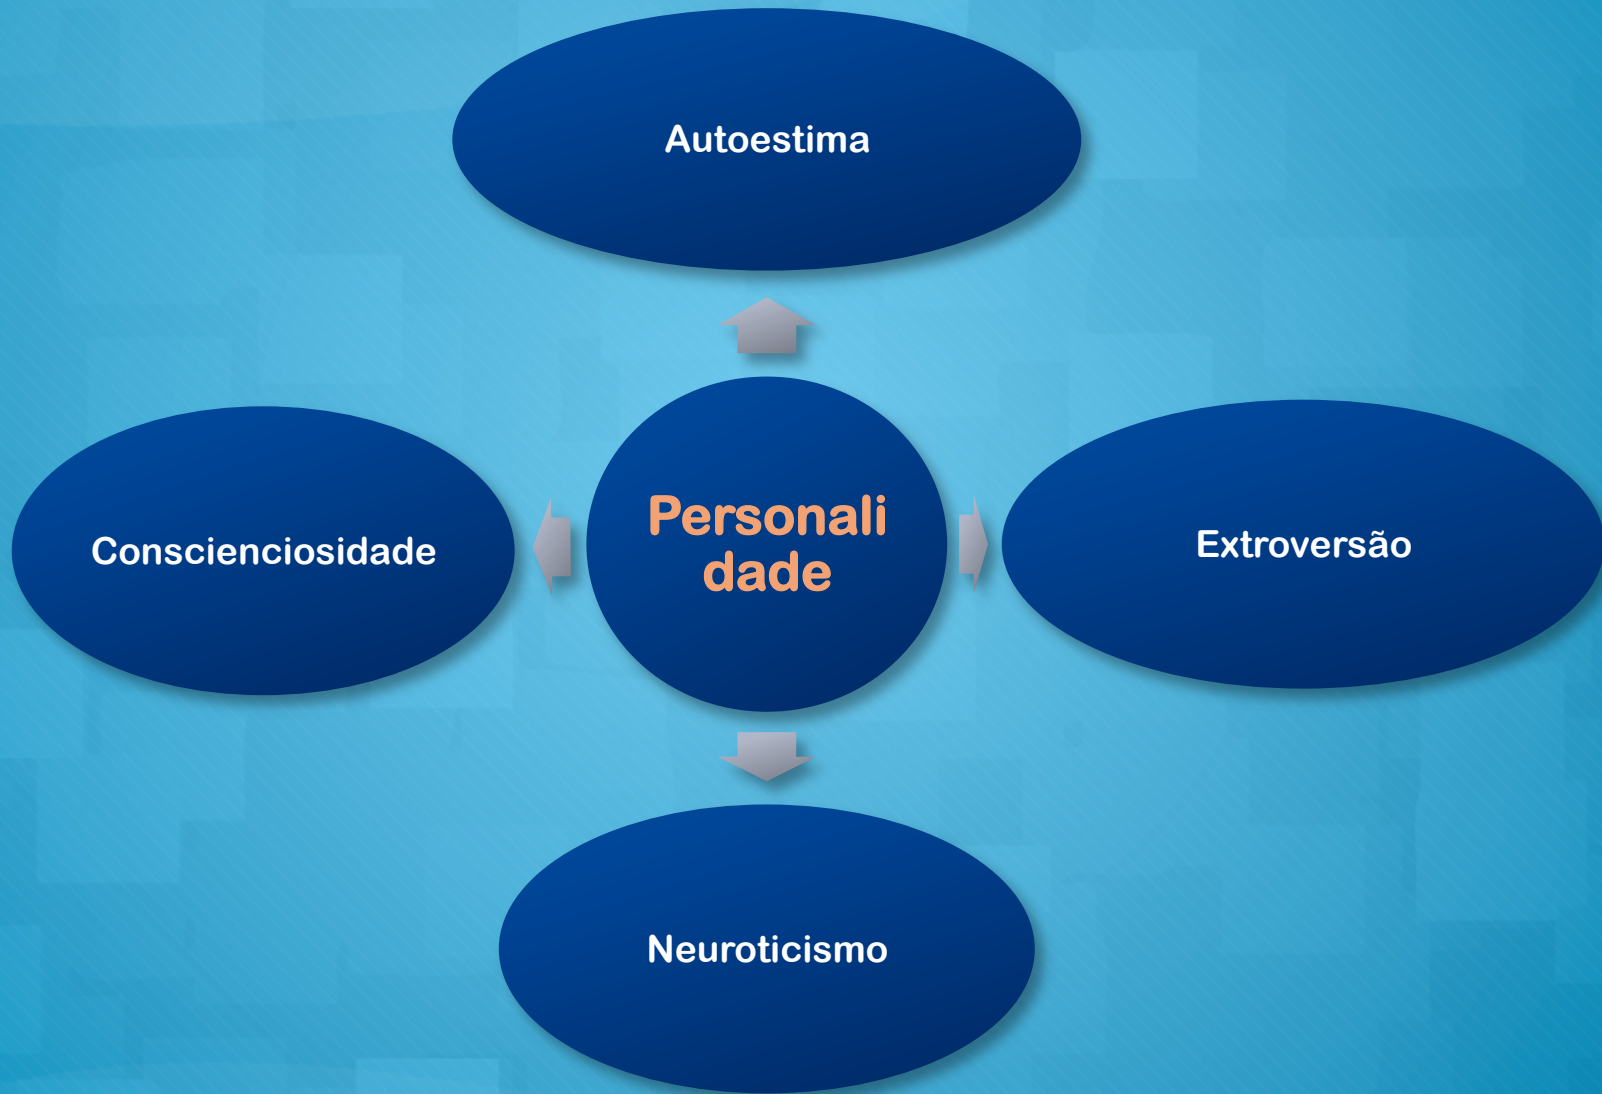 Autoestima
Conscienciosidade
Personali
dade
Extroversão
Neuroticismo